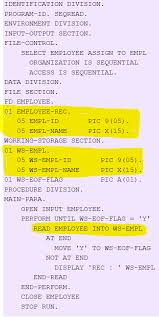 IDENTIFICATION DIVISION.
PROGRAM-ID. SEQREAD.
ENVIRONMENT DIVISION.
INPUT-OUTPUT SECTION.
FILE-CONTROL.
SELECT EMPLOYEE ASSIGN TO EMPL
ORGANIZATION IS SEQUENTIAL
ACCESS IS SEQUENTIAL
DATA DIVISION.
FILE SECTION.
FD EMPLOYEE.
01 EMPLOYEE-REC.
05 EMPL-ID PIC 9(05).
05 EMPL-NAME PIC X(15).
WORKING-STORAGE SECTION.
01 WS-EMPL.
05 WS-EMPL-ID PIC 9(05).
05 WS-EMPL-NAME PIC X(15).
01 WS-EOF-FLAG PIC A(01).
PROCEDURE DIVISION.
MAIN-PARA.
OPEN INPUT EMPLOYEE.
PERFORM UNTIL WS-EOF-FLAG = 'Y'
READ EMPLOYEE INTO WS-EMPL
AT END
MOVE 'Y' TO WS-EOF-FLAG
NOT AT END
DISPLAY 'REC : ' WS-EMPL
END-READ
END-PERFORM.
CLOSE EMPLOYEE
STOP RUN.